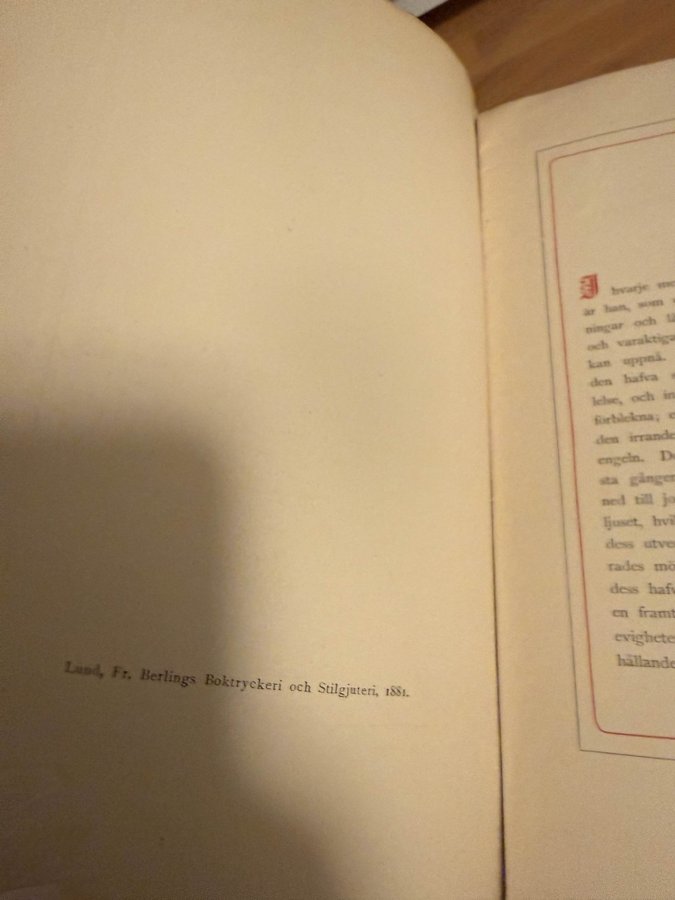 Lund, Fr. Berlings Boktryckeri och Stilgjuteri, 1881.
I hvarje
är han, som
ningar och
och varaktiga
kan uppnå.
den hafva
lelse, och
förblekna;
den irrande
engeln.
sta gången
ned till
ljuset,
dess
rades
dess
en
evighete
hållande